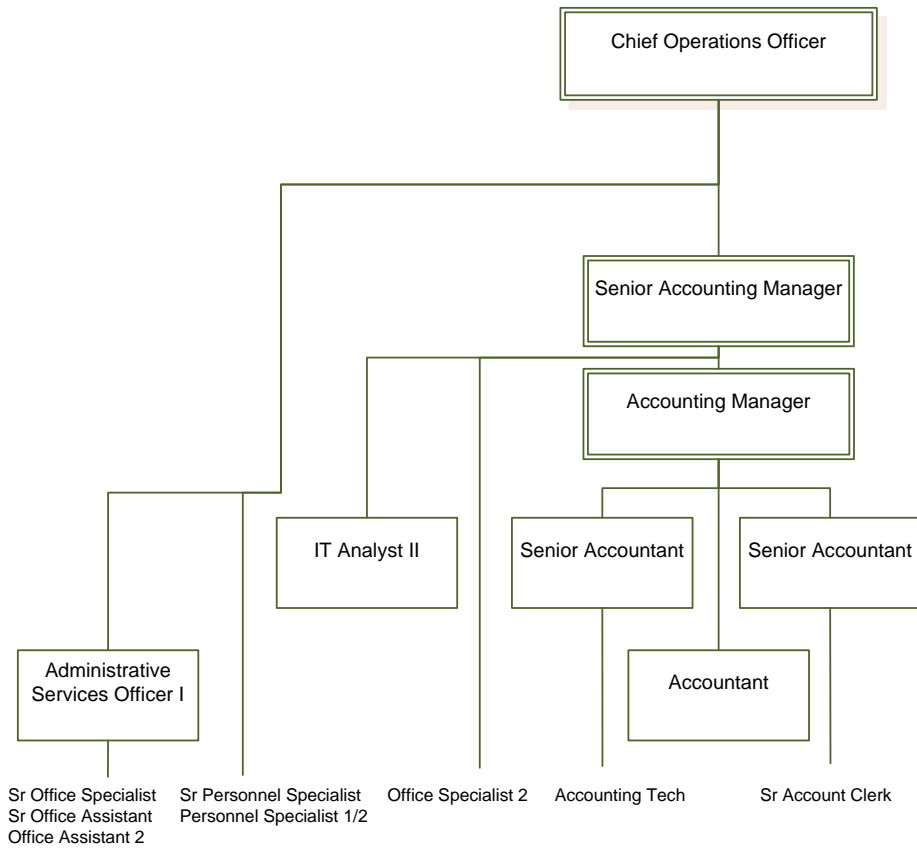 Chief Operations Officer
Senior Accounting Manager
Accounting Manager
IT Analyst II
Senior Accountant
Senior Accountant
Administrative
Services Officer I
Accountant
Sr Office Specialist
Sr Office Assistant
Office Assistant 2
Sr Personnel Specialist
Personnel Specialist 1/2
Office Specialist 2
Accounting Tech
Sr Account Clerk